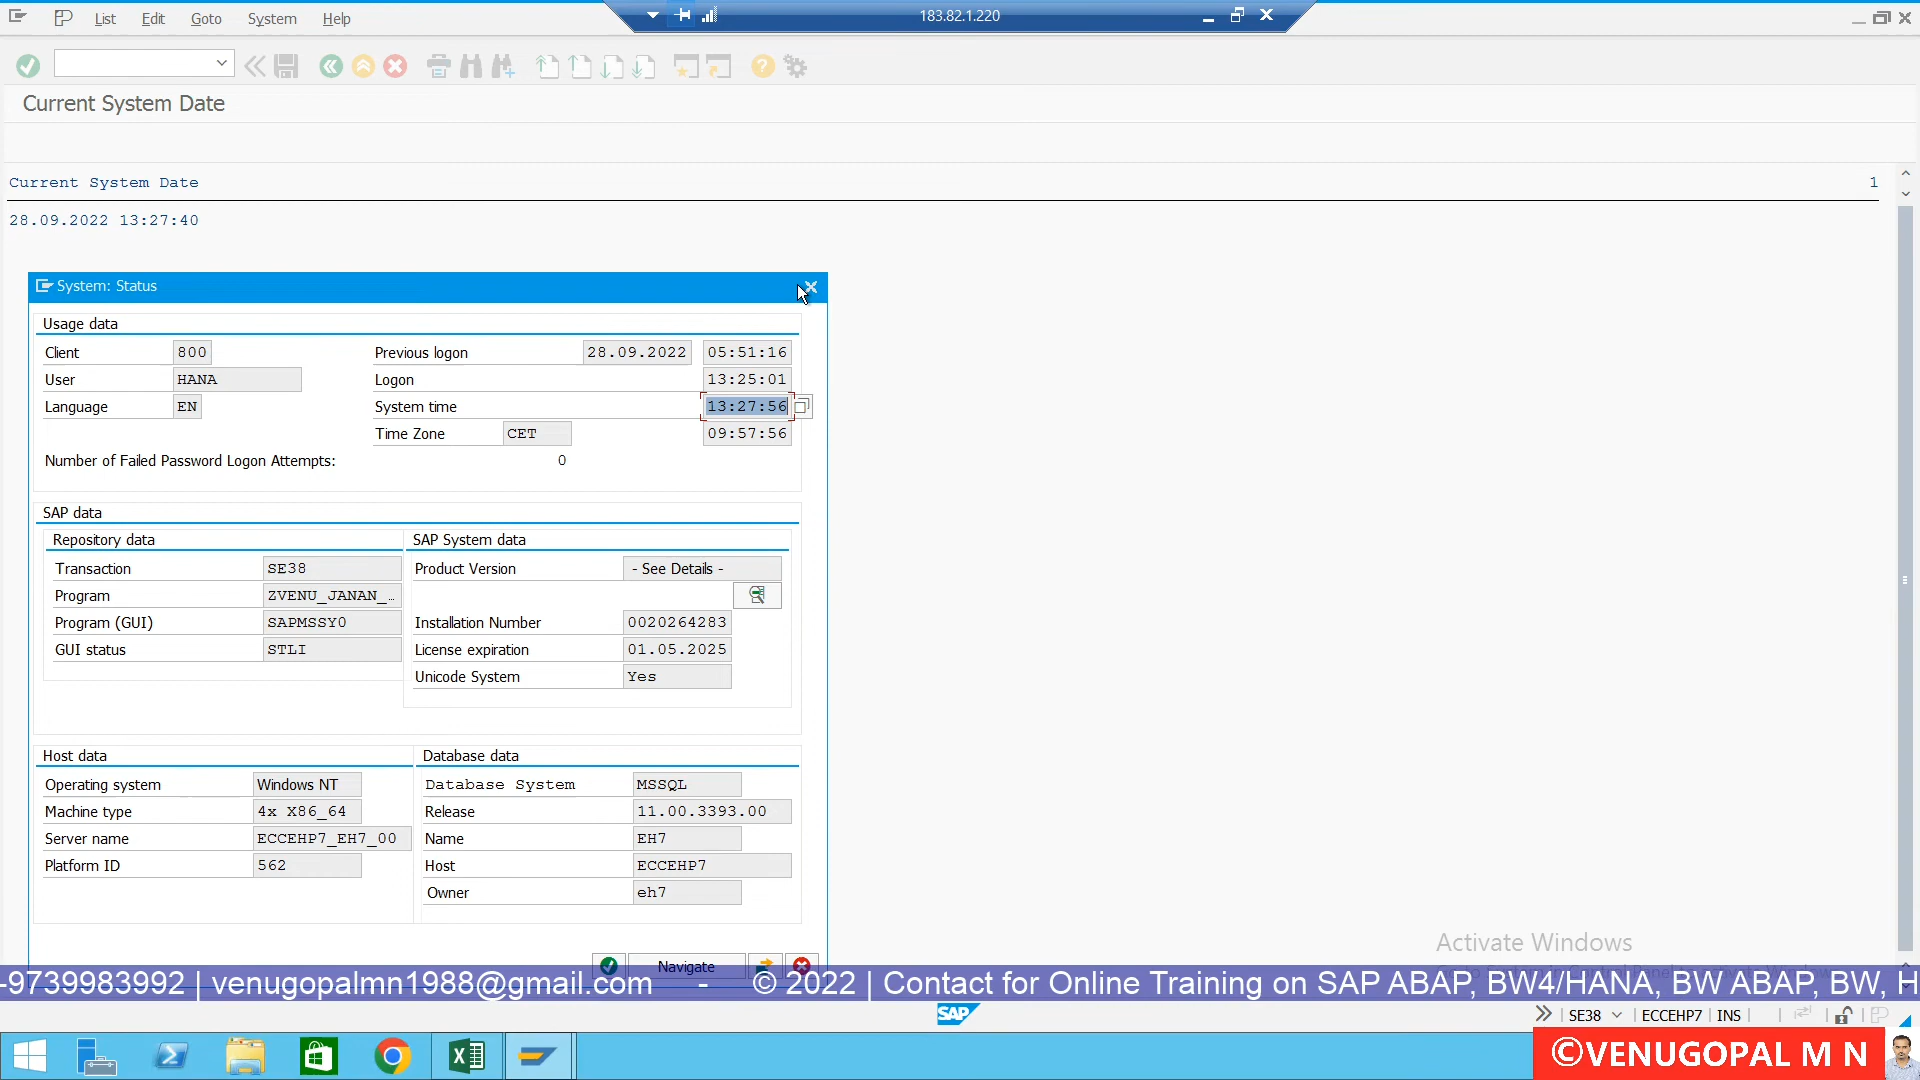 List Edit Goto System Help
183.82.1.220
Current System Date
Current System Date 1
28.09.2022 13:27:40
System: Status
Usage data
Client 800 Previous logon 28.09.2022 05:51:16
User HANA Logon 13:25:01
Language EN System time 13:27:56
Time Zone CET 09:57:56
Number of Failed Password Logon Attempts: 0
SAP data
Repository data
Transaction SE38
Program ZVENU_JANAN_…
Program (GUI) SAPMSSY0
GUI status STLI
SAP System data
Product Version - See Details -
Installation Number 0020264283
License expiration 01.05.2025
Unicode System Yes
Host data
Operating system Windows NT
Machine type 4x X86_64
Server name ECCEHP7_EH7_00
Platform ID 562
Database data
Database System MSSQL
Release 11.00.3393.00
Name EH7
Host ECCEHP7
Owner eh7
Navigate
Activate Windows
-9739983992 | venugopalmn1988@gmail.com - © 2022 | Contact for Online Training on SAP ABAP, BW4/HANA, BW ABAP, BW, H
SAP
SE38 ECCEHP7 INS
©VENUGOPAL M N